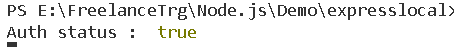 PS E:\FreelanceTrg\Node.js\Demo\expresslocal>
Auth status :  true